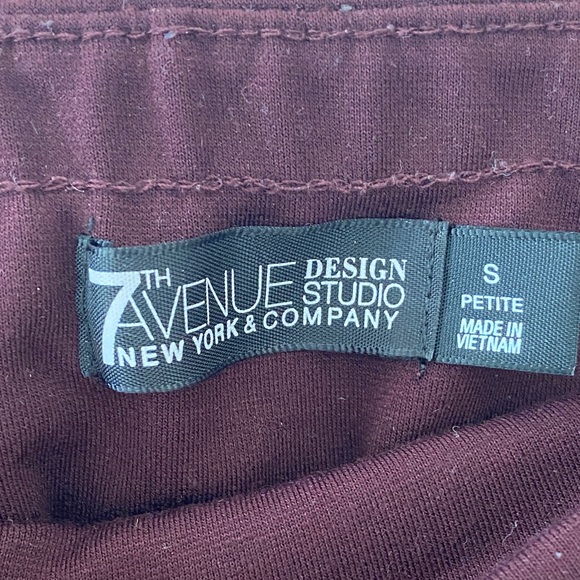 7TH AVENUE DESIGN STUDIO
NEW YORK & COMPANY
S
PETITE
MADE IN
VIETNAM